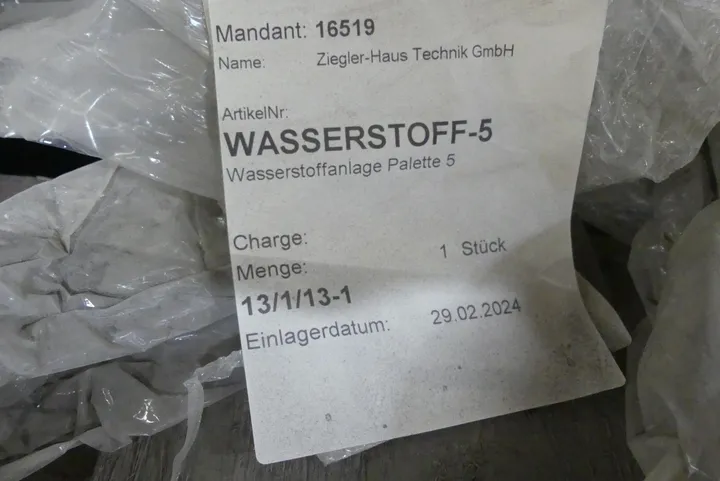 Mandant: 16519
Name: Ziegler-Haus Technik GmbH
ArtikelNr:
WASSERSTOFF-5
Wasserstoffanlage Palette 5
Charge:
Menge: 1 Stück
13/1/13-1
Einlagerdatum: 29.02.2024